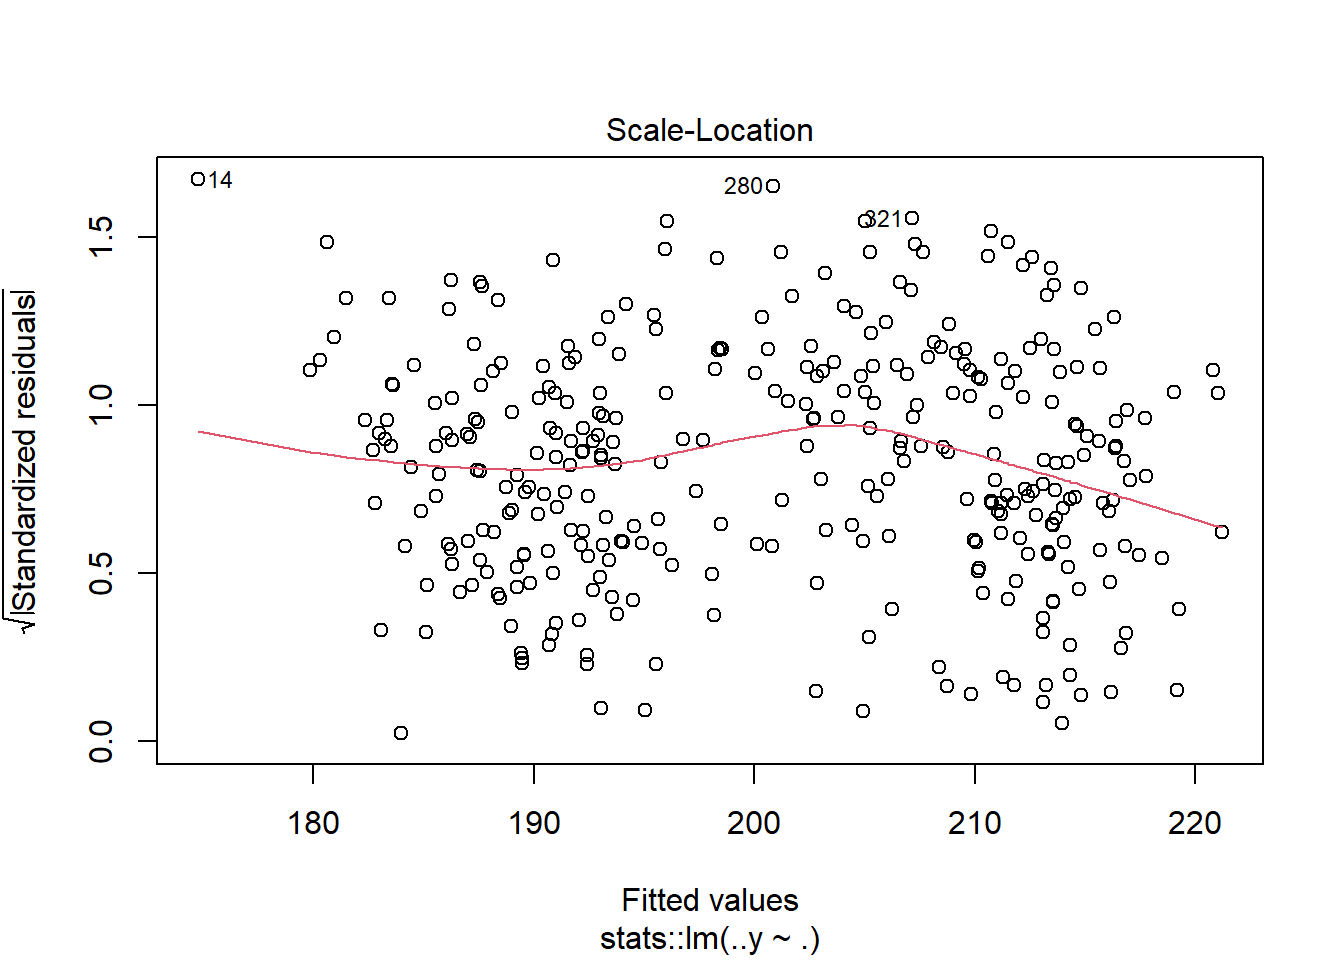 Scale-Location
14
280
321
√|Standardized residuals|
1.5
1.0
0.5
0.0
180 190 200 210 220
Fitted values
stats::lm(..y ~ .)